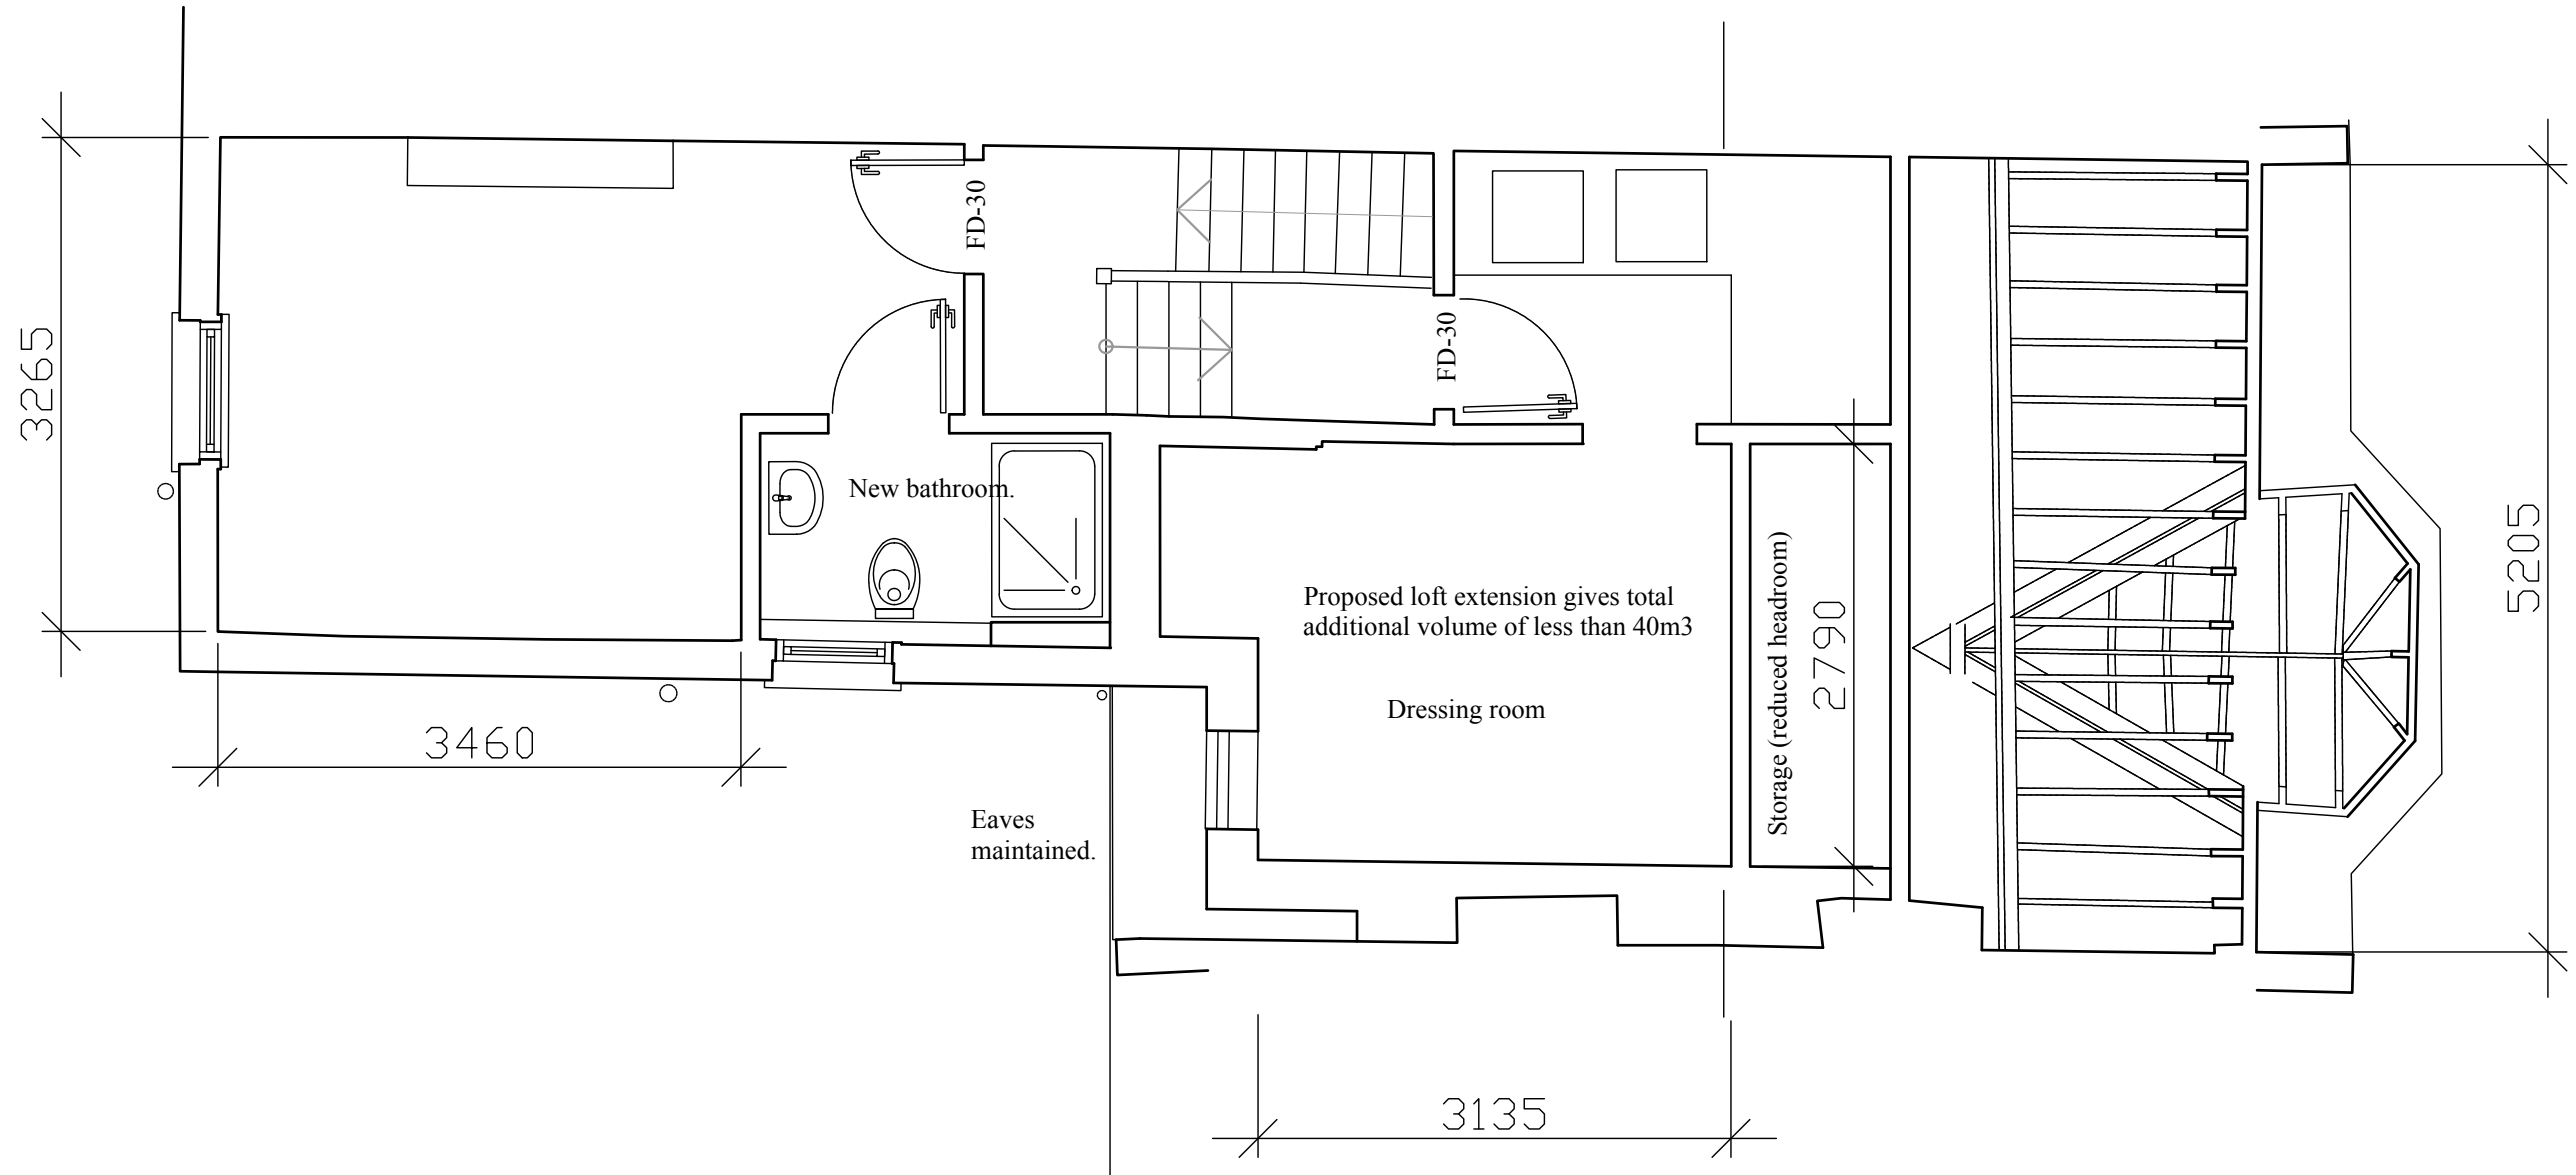 FD-30
FD-30
3265
New bathroom.
5205
Proposed loft extension gives total
additional volume of less than 40m3
Storage (reduced headroom)
2790
Dressing room
3460
Eaves
maintained.
3135